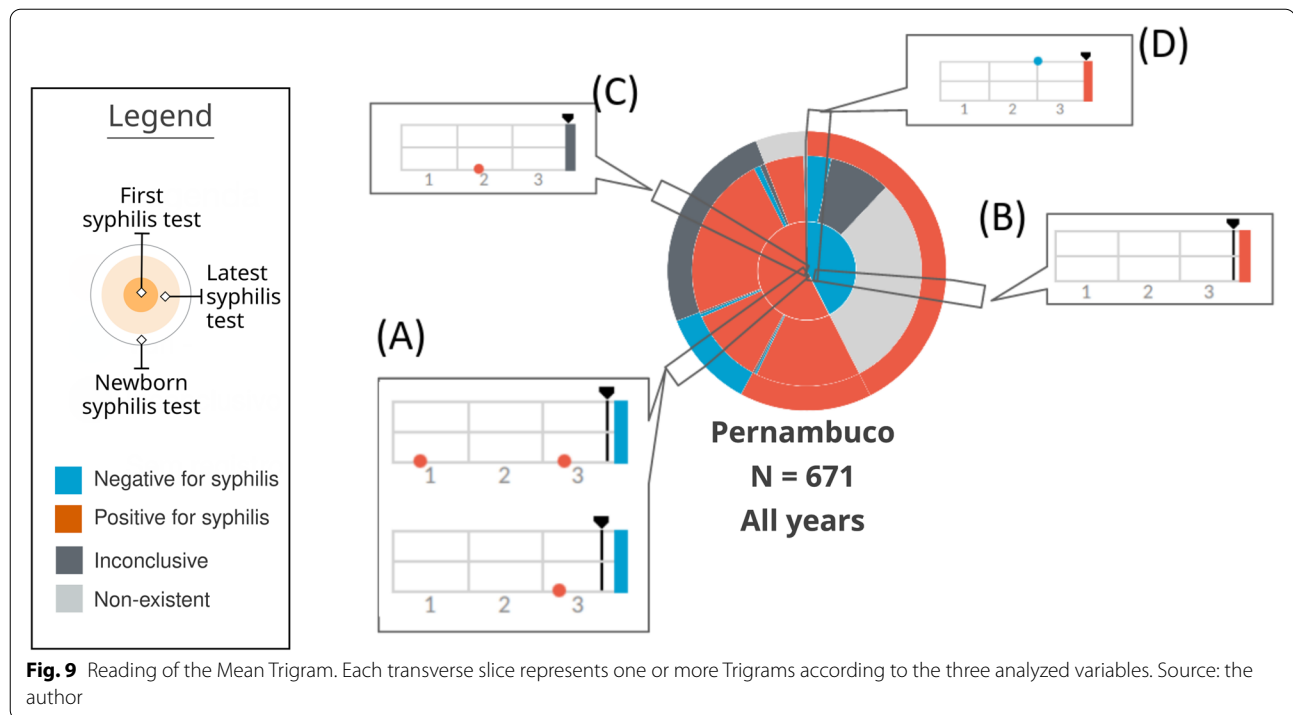 Legend
First
syphilis test
Latest
syphilis
test
Newborn
syphilis test
Negative for syphilis
Positive for syphilis
Inconclusive
Non-existent
(C)
1 2 3
(D)
1 2 3
(B)
1 2 3
(A)
1 2 3
1 2 3
Pernambuco
N = 671
All years
Fig. 9 Reading of the Mean Trigram. Each transverse slice represents one or more Trigrams according to the three analyzed variables. Source: the
author